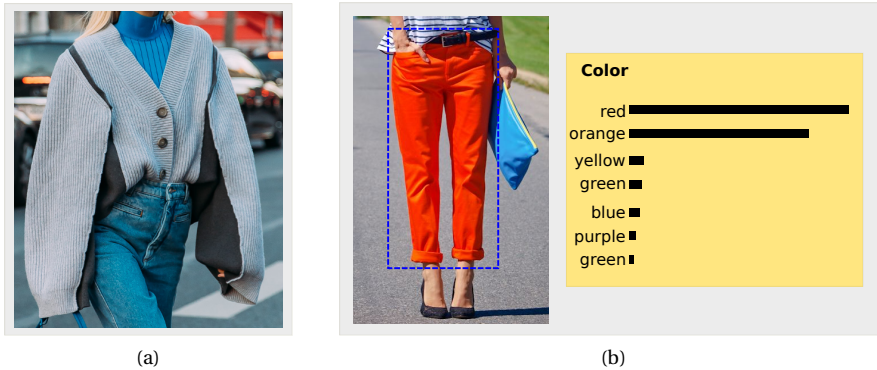 Color
red
orange
yellow
green
blue
purple
green
(a)
(b)